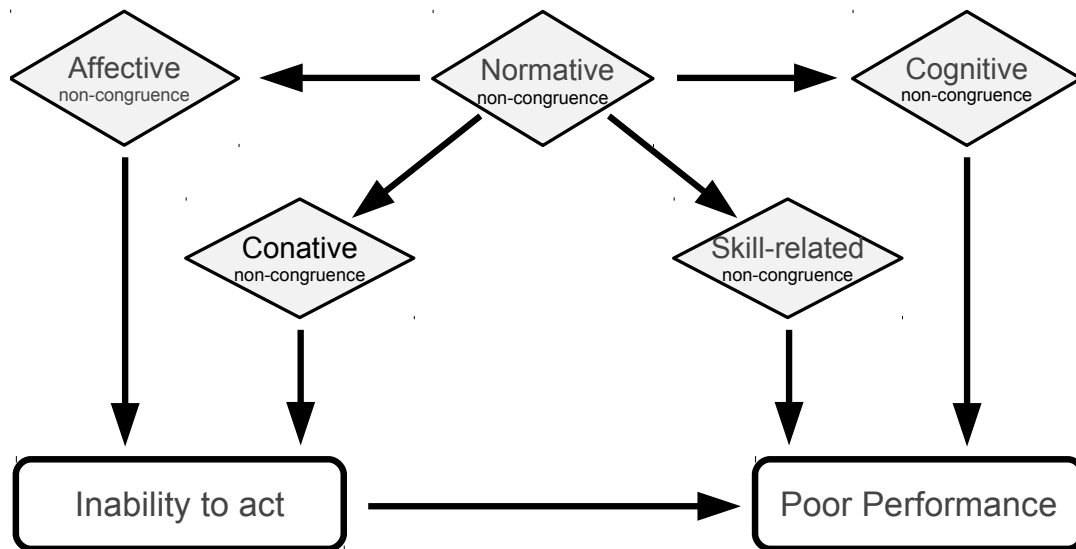 Affective
non-congruence
Normative
non-congruence
Cognitive
non-congruence
Conative
non-congruence
Skill-related
non-congruence
Inability to act
Poor Performance